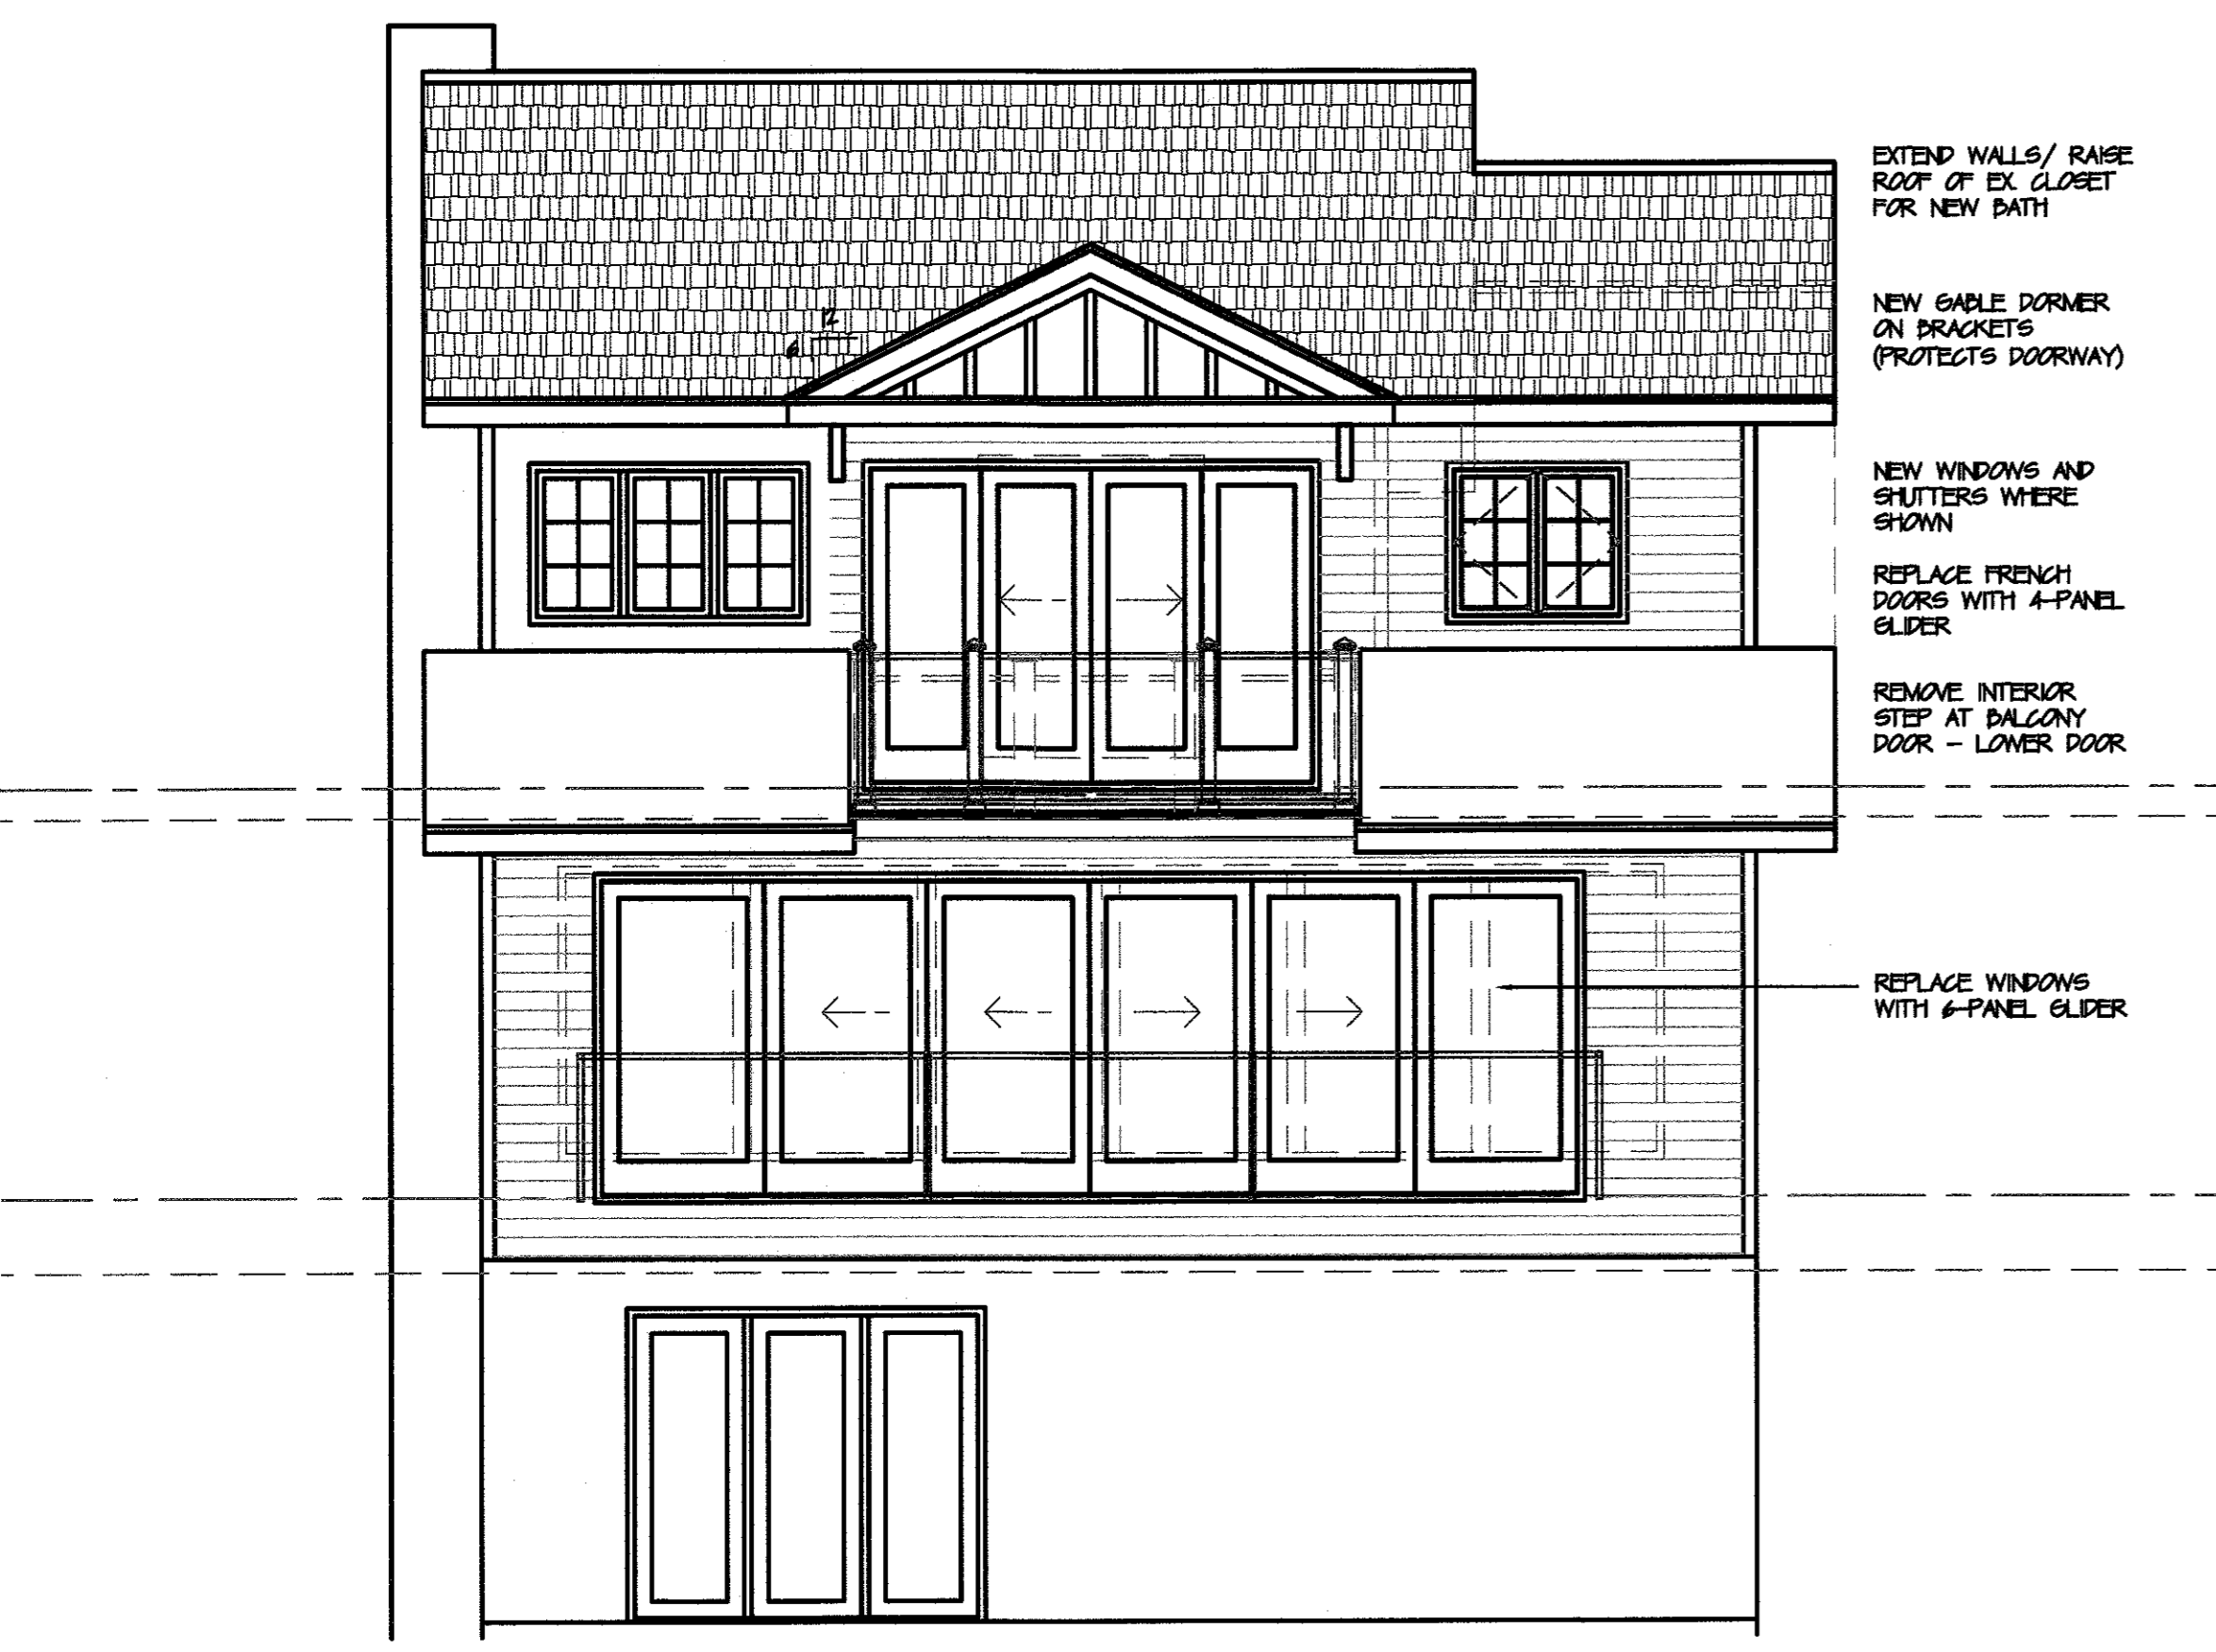 EXTEND WALLS/ RAISE
ROOF OF EX. CLOSET
FOR NEW BATH
NEW GABLE DORMER
ON BRACKETS
(PROTECTS DOORWAY)
12
6
NEW WINDOWS AND
SHUTTERS WHERE
SHOWN
REPLACE FRENCH
DOORS WITH 4-PANEL
SLIDER
REMOVE INTERIOR
STEP AT BALCONY
DOOR - LOWER DOOR
REPLACE WINDOWS
WITH 6-PANEL SLIDER